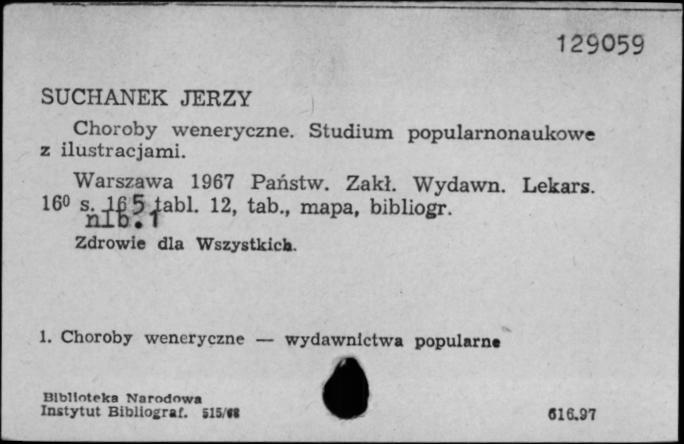 129059
SUCHANEK JERZY
Choroby weneryczne. Studium popularnonaukowe
z ilustracjami.
Warszawa 1967 Państw. Zakł. Wydawn. Lekars.
16⁰ s. 165 tabl. 12, tab., mapa, bibliogr.
nlb. 1
Zdrowie dla Wszystkich.
1. Choroby weneryczne — wydawnictwa popularne
Biblioteka Narodowa
Instytut Bibliograf. 515/68
616.97